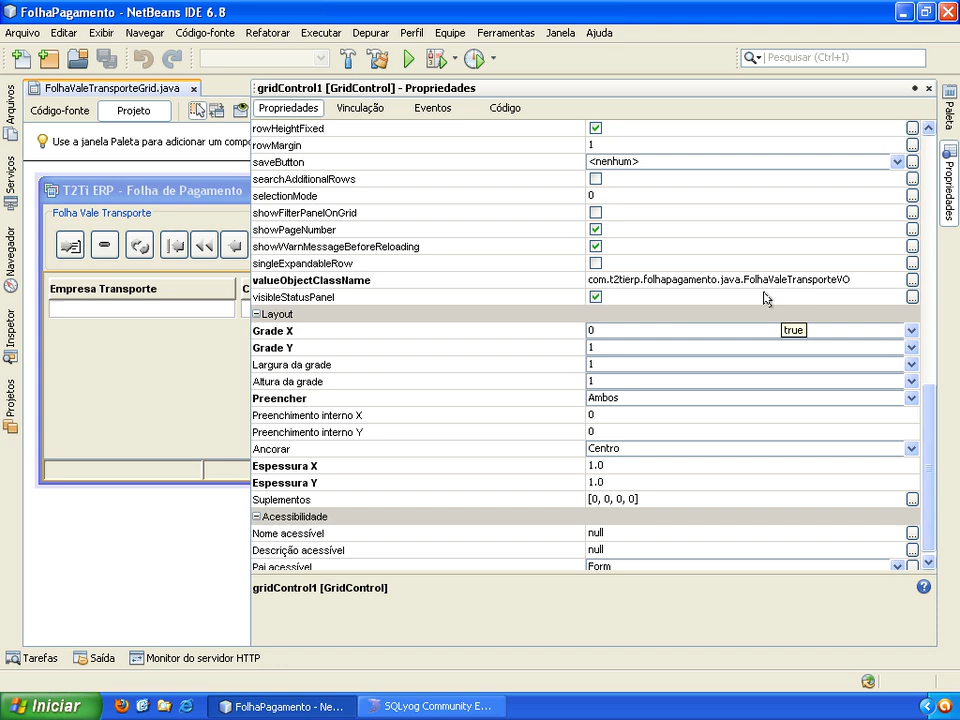 FolhaPagamento - NetBeans IDE 6.8
Arquivo Editar Exibir Navegar Código-fonte Refatorar Executar Depurar Perfil Equipe Ferramentas Janela Ajuda
Pesquisar (Ctrl+I)
FolhaValeTransporteGrid.java x
Código-fonte Projeto
Use a janela Paleta para adicionar um compo
T2Ti ERP - Folha de Pagamento
Folha Vale Transporte
Empresa Transporte C
Arquivos
Serviços
Navegador
Inspetor
Projetos
gridControl1 [GridControl] - Propriedades
Propriedades Vinculação Eventos Código
rowHeightFixed
rowMargin 1
saveButton <nenhum>
searchAdditionalRows
selectionMode 0
showFilterPanelOnGrid
showPageNumber
showWarnMessageBeforeReloading
singleExpandableRow
valueObjectClassName com.t2tierp.folhapagamento.java.FolhaValeTransporteVO
visibleStatusPanel
Layout
Grade X 0
true
Grade Y 1
Largura da grade 1
Altura da grade 1
Preencher Ambos
Preenchimento interno X 0
Preenchimento interno Y 0
Ancorar Centro
Espessura X 1.0
Espessura Y 1.0
Suplementos [0, 0, 0, 0]
Acessibilidade
Nome acessível null
Descrição acessível null
Pai acessível Form
gridControl1 [GridControl]
Paleta
Propriedades
Tarefas Saída Monitor do servidor HTTP
Iniciar FolhaPagamento - Ne... SQLyog Community E...